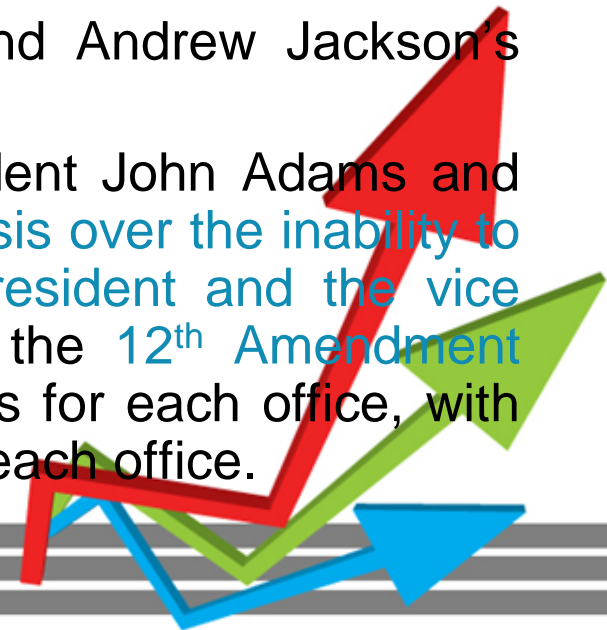 nd Andrew Jackson's
lent John Adams and
sis over the inability to
resident and the vice
the 12th Amendment
s for each office, with
each office.